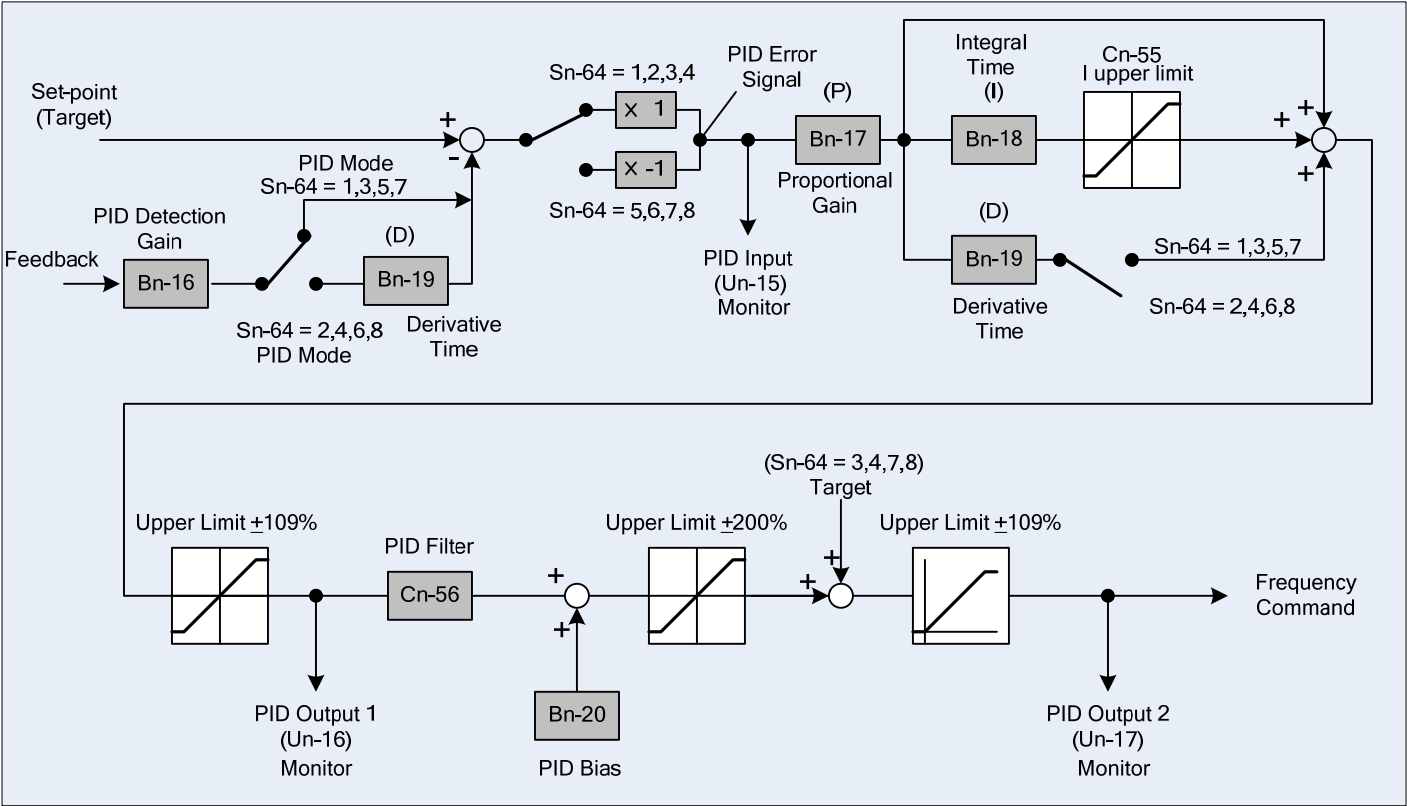 Set-point
(Target)
+
-
Sn-64 = 1,2,3,4
X 1
X -1
Sn-64 = 5,6,7,8
PID Error
Signal
(P)
Bn-17
Proportional
Gain
Integral
Time
(I)
Bn-18
Cn-55
I upper limit
+
+
+
PID Mode
Sn-64 = 1,3,5,7
PID Detection
Gain
Feedback
Bn-16
(D)
Bn-19
Sn-64 = 2,4,6,8
PID Mode
Derivative
Time
PID Input
(Un-15)
Monitor
(D)
Bn-19
Derivative
Time
Sn-64 = 1,3,5,7
Sn-64 = 2,4,6,8
Upper Limit ±109%
PID Filter
Cn-56
+
+
Upper Limit ±200%
(Sn-64 = 3,4,7,8)
Target
+
+
Upper Limit ±109%
Frequency
Command
PID Output 1
(Un-16)
Monitor
Bn-20
PID Bias
PID Output 2
(Un-17)
Monitor